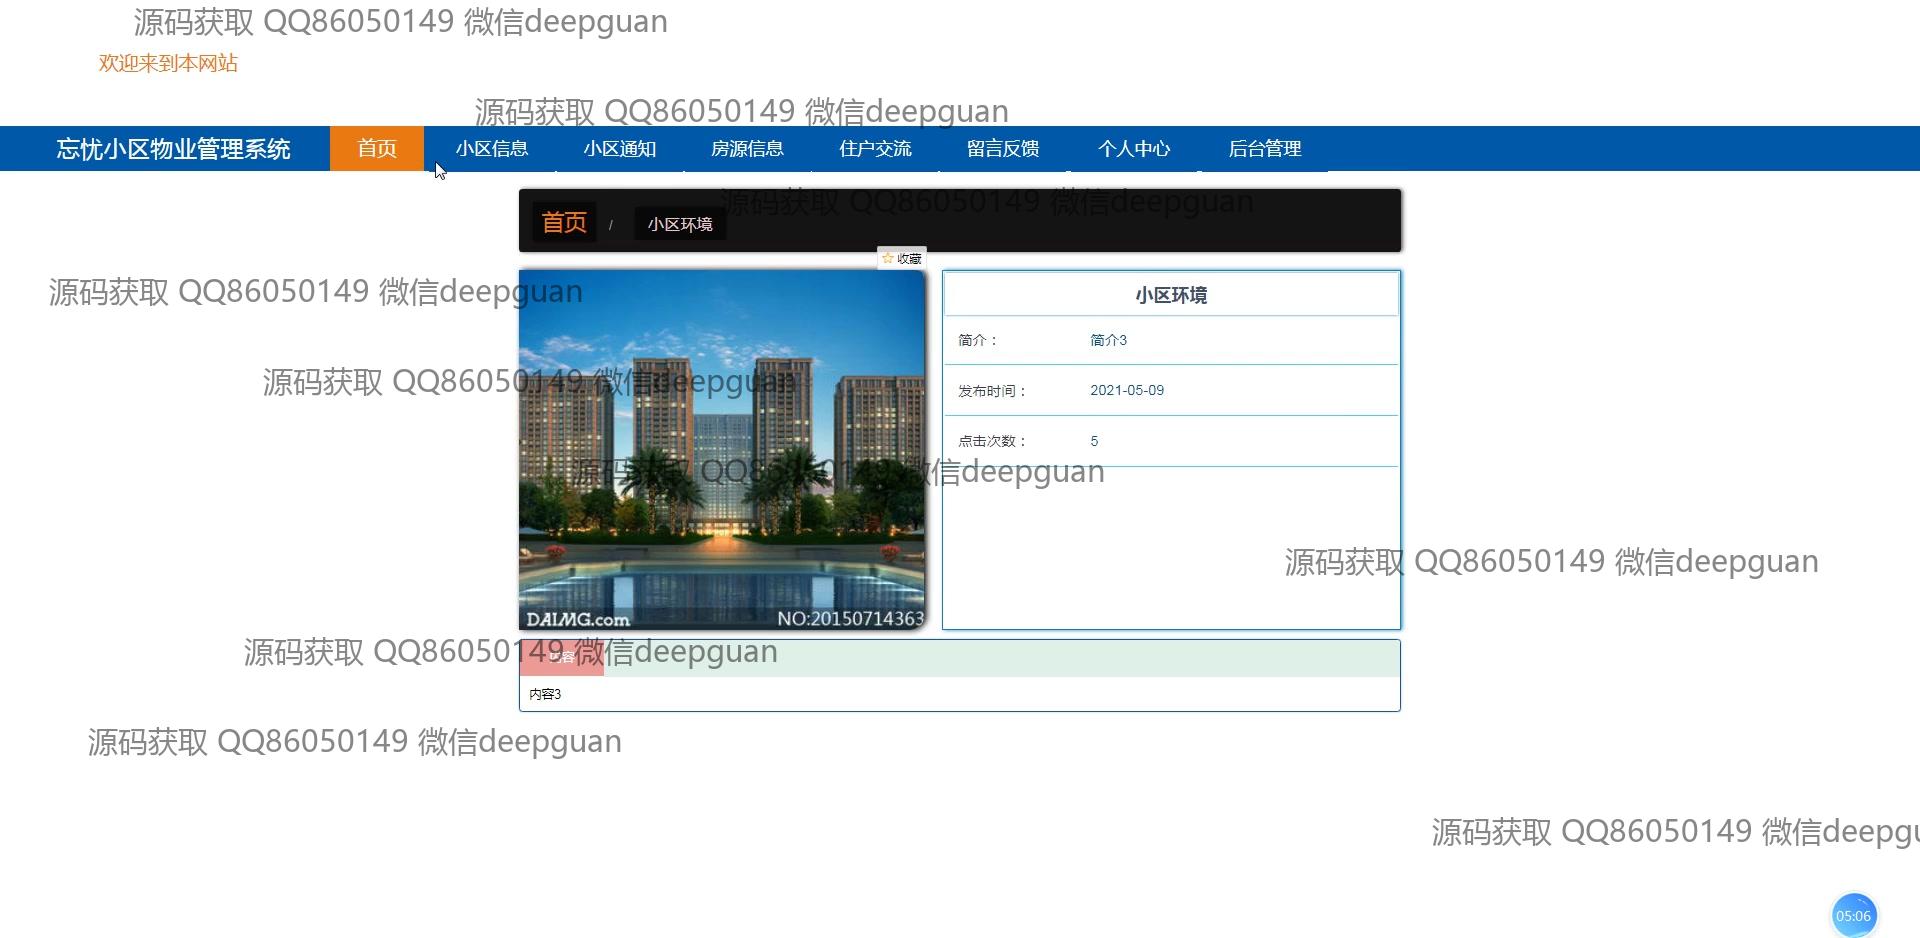 源码获取 QQ86050149 微信deepguan
欢迎来到本网站
源码获取 QQ86050149 微信deepguan
忘忧小区物业管理系统 首页 小区信息 小区通知 房源信息 住户交流 留言反馈 个人中心 后台管理
源码获取 QQ86050149 微信deepguan
首页 / 小区环境
☆ 收藏
源码获取 QQ86050149 微信deepguan
小区环境
简介： 简介3
源码获取 QQ86050149 微信deepguan
发布时间： 2021-05-09
点击次数： 5
源码获取 QQ86050149 微信deepguan
源码获取 QQ86050149 微信deepguan
DAIMG.com NO:20150714363
源码获取 QQ86050149 微信deepguan
内容
内容3
源码获取 QQ86050149 微信deepguan
源码获取 QQ86050149 微信deepgu
05:06